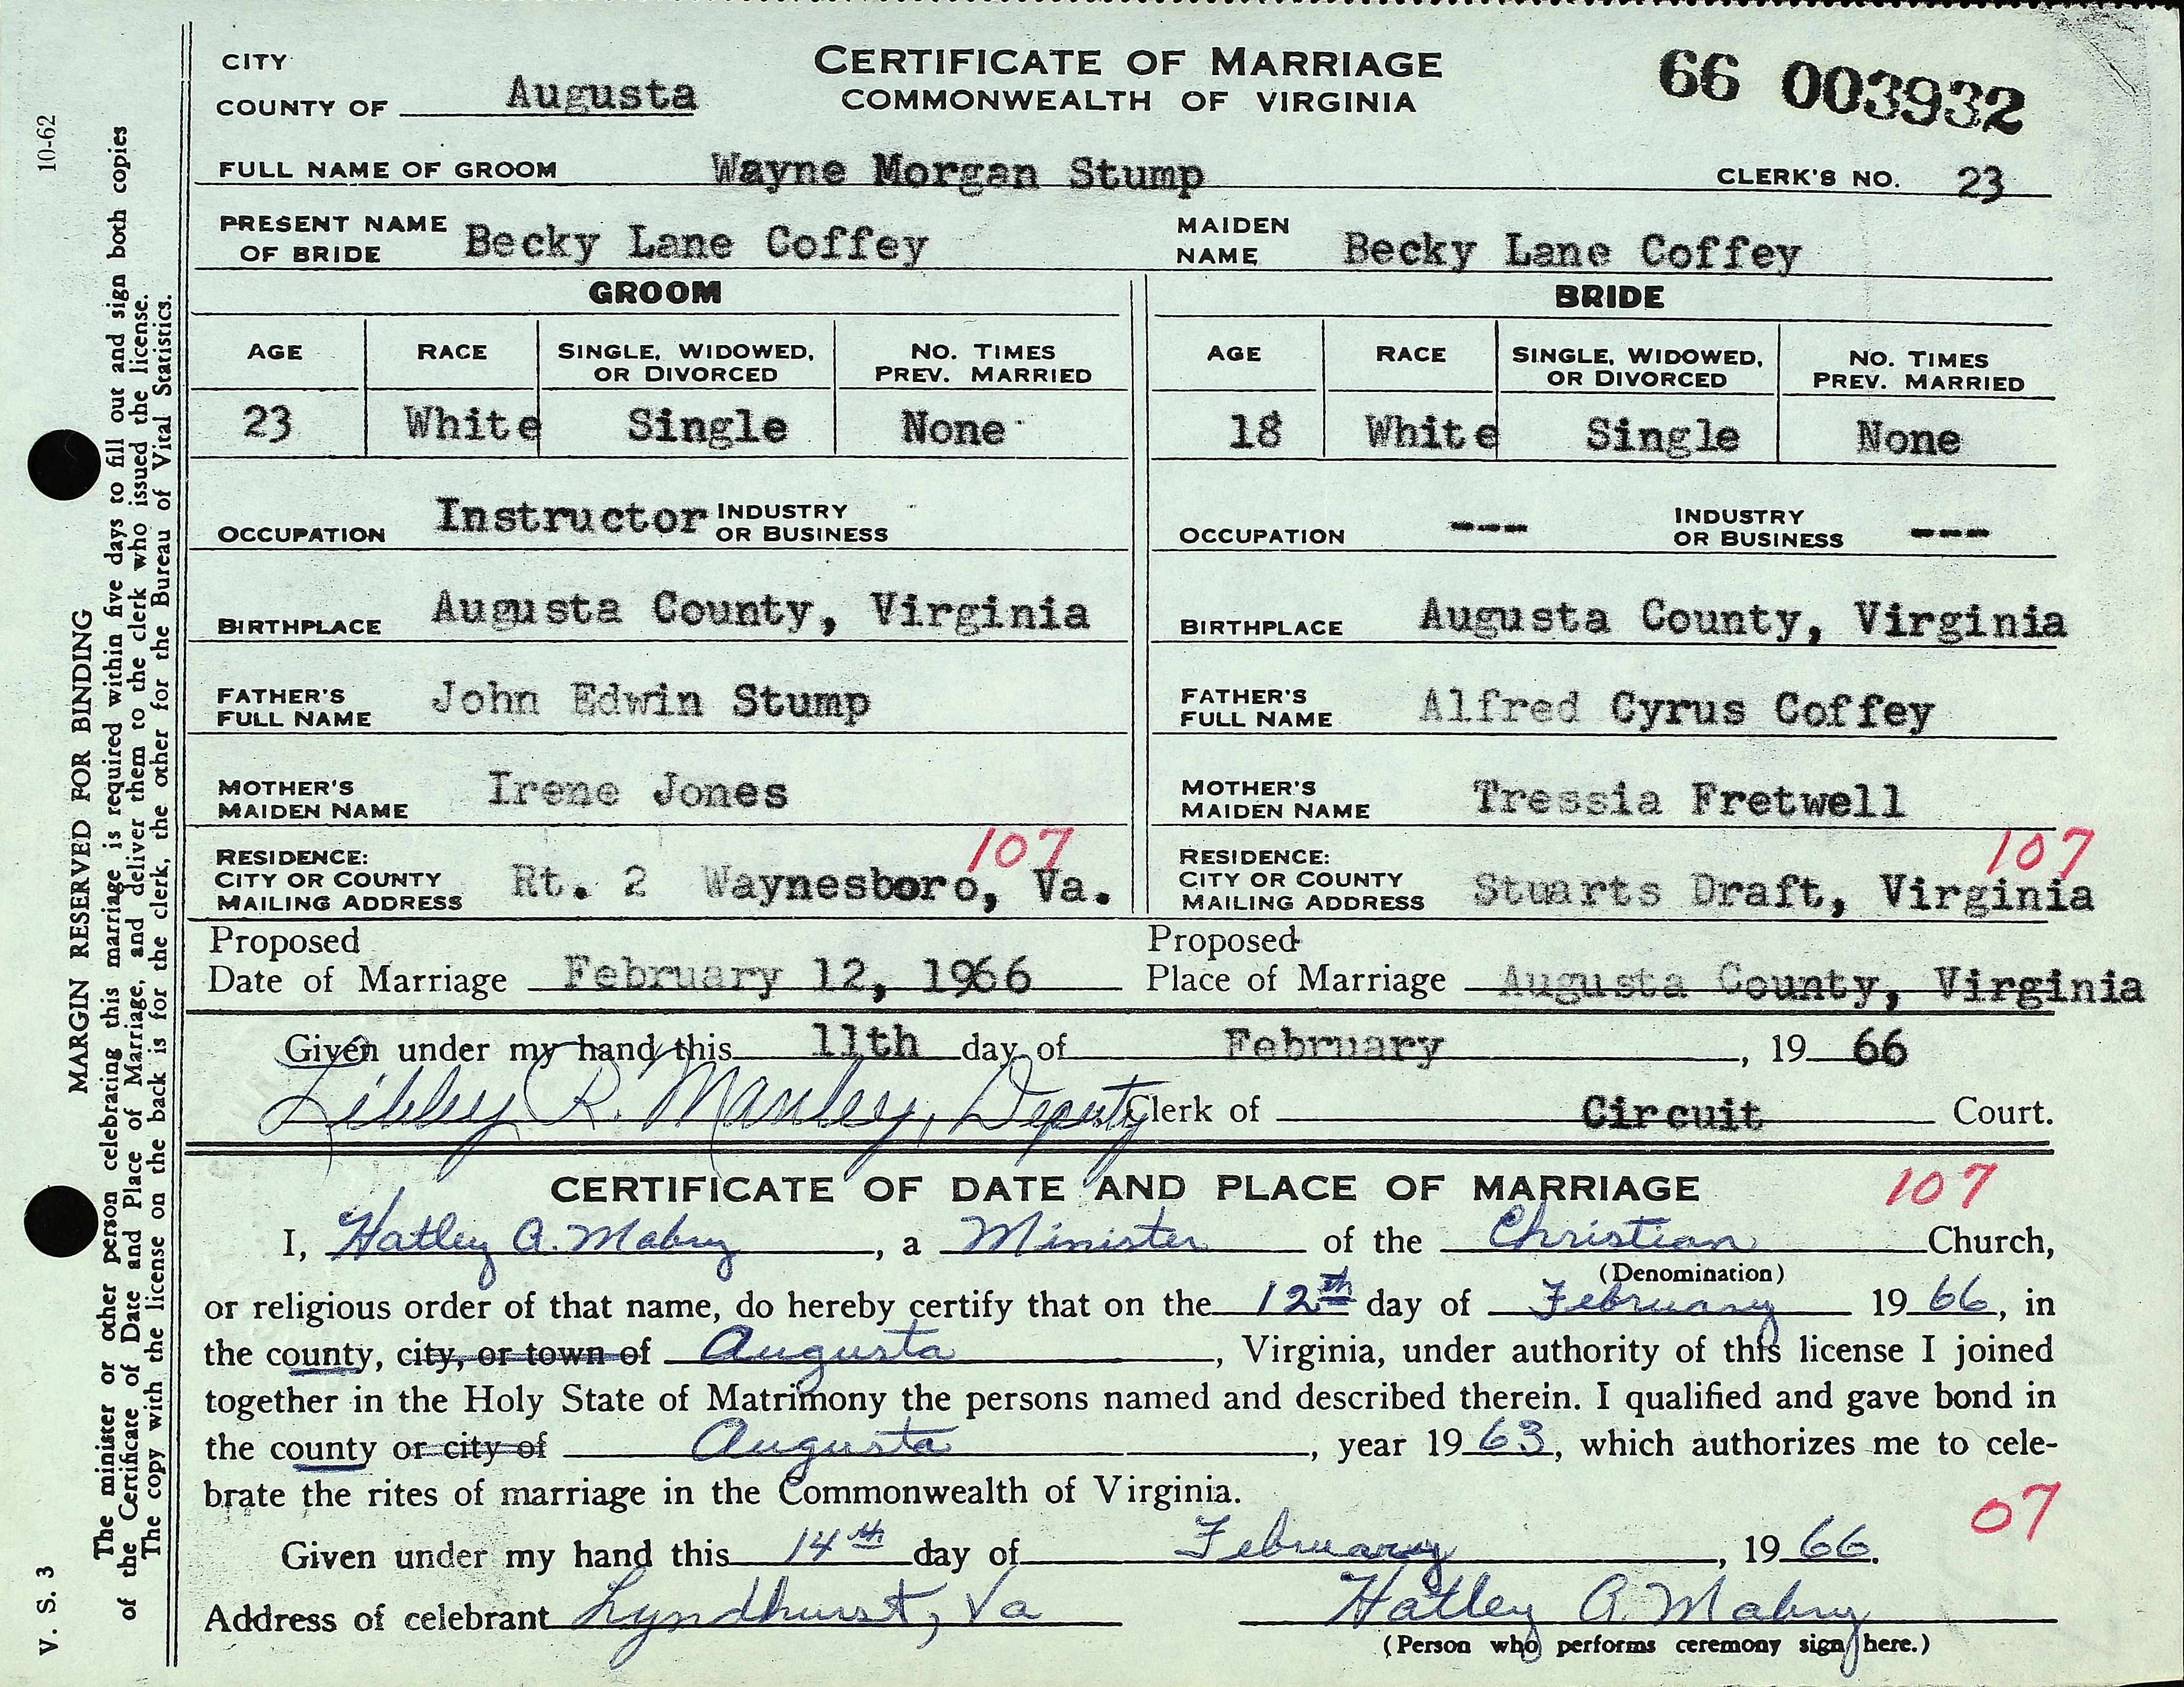 CITY
COUNTY OF Augusta
CERTIFICATE OF MARRIAGE
COMMONWEALTH OF VIRGINIA
66 003932
FULL NAME OF GROOM Wayne Morgan Stump CLERK'S NO. 23
PRESENT NAME OF BRIDE Becky Lane Coffey MAIDEN NAME Becky Lane Coffey
GROOM BRIDE
AGE RACE SINGLE, WIDOWED, OR DIVORCED NO. TIMES PREV. MARRIED AGE RACE SINGLE, WIDOWED, OR DIVORCED NO. TIMES PREV. MARRIED
23 White Single None 18 White Single None
OCCUPATION Instructor INDUSTRY OR BUSINESS OCCUPATION --- INDUSTRY OR BUSINESS ---
BIRTHPLACE Augusta County, Virginia BIRTHPLACE Augusta County, Virginia
FATHER'S FULL NAME John Edwin Stump FATHER'S FULL NAME Alfred Cyrus Coffey
MOTHER'S MAIDEN NAME Irene Jones MOTHER'S MAIDEN NAME Tressia Fretwell
107 107
RESIDENCE: CITY OR COUNTY MAILING ADDRESS Rt. 2 Waynesboro, Va. RESIDENCE: CITY OR COUNTY MAILING ADDRESS Stuarts Draft, Virginia
Proposed Date of Marriage February 12, 1966 Proposed Place of Marriage Augusta County, Virginia
Given under my hand this 11th day of February, 19 66
Libby R. Manley, Deputy Clerk of Circuit Court.
CERTIFICATE OF DATE AND PLACE OF MARRIAGE 107
I, Hatley A. Mabry, a Minister of the Christian Church,
(Denomination)
or religious order of that name, do hereby certify that on the 12th day of February 19 66, in
the county, city, or town of Augusta, Virginia, under authority of this license I joined
together in the Holy State of Matrimony the persons named and described therein. I qualified and gave bond in
the county or city of Augusta, year 19 63, which authorizes me to cele-
brate the rites of marriage in the Commonwealth of Virginia.
07
Given under my hand this 14th day of February, 19 66.
Address of celebrant Lyndhurst, Va Hatley A. Mabry
(Person who performs ceremony sign here.)
10-62
MARGIN RESERVED FOR BINDING
The minister or other person celebrating this marriage is required within five days to fill out and sign both copies
of the Certificate of Date and Place of Marriage, and deliver them to the clerk who issued the license.
The copy with the license on the back is for the clerk, the other for the Bureau of Vital Statistics.
V. S. 3